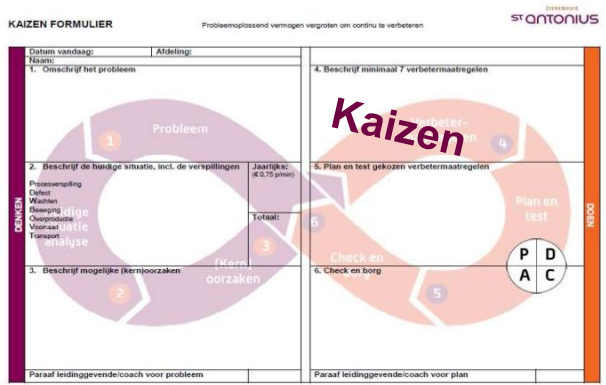 KAIZEN FORMULIER
Probleemoplossend vermogen vergroten om continu te verbeteren
ZIEKENHUIS
ST ANTONIUS
Datum vandaag: Afdeling:
Naam:
1. Omschrijf het probleem
Probleem
1
2. Beschrijf de huidige situatie, incl. de verspillingen
Jaarlijks:
(€ 0,75 p/min)
Procesverspilling
Defect
Wachten
Beweging
Overproductie
Voorraad
Transport
Totaal:
analyse
3
3. Beschrijf mogelijke (kern)oorzaken
(Kern)
oorzaken
2
Paraaf leidinggevende/coach voor probleem
DENKEN
4. Beschrijf minimaal 7 verbetermaatregelen
Verbeter-
Kaizen
4
5. Plan en test gekozen verbetermaatregelen
Plan en
test
6
Check en
6. Check en borg
5
P D
A C
Paraaf leidinggevende/coach voor plan
DOEN